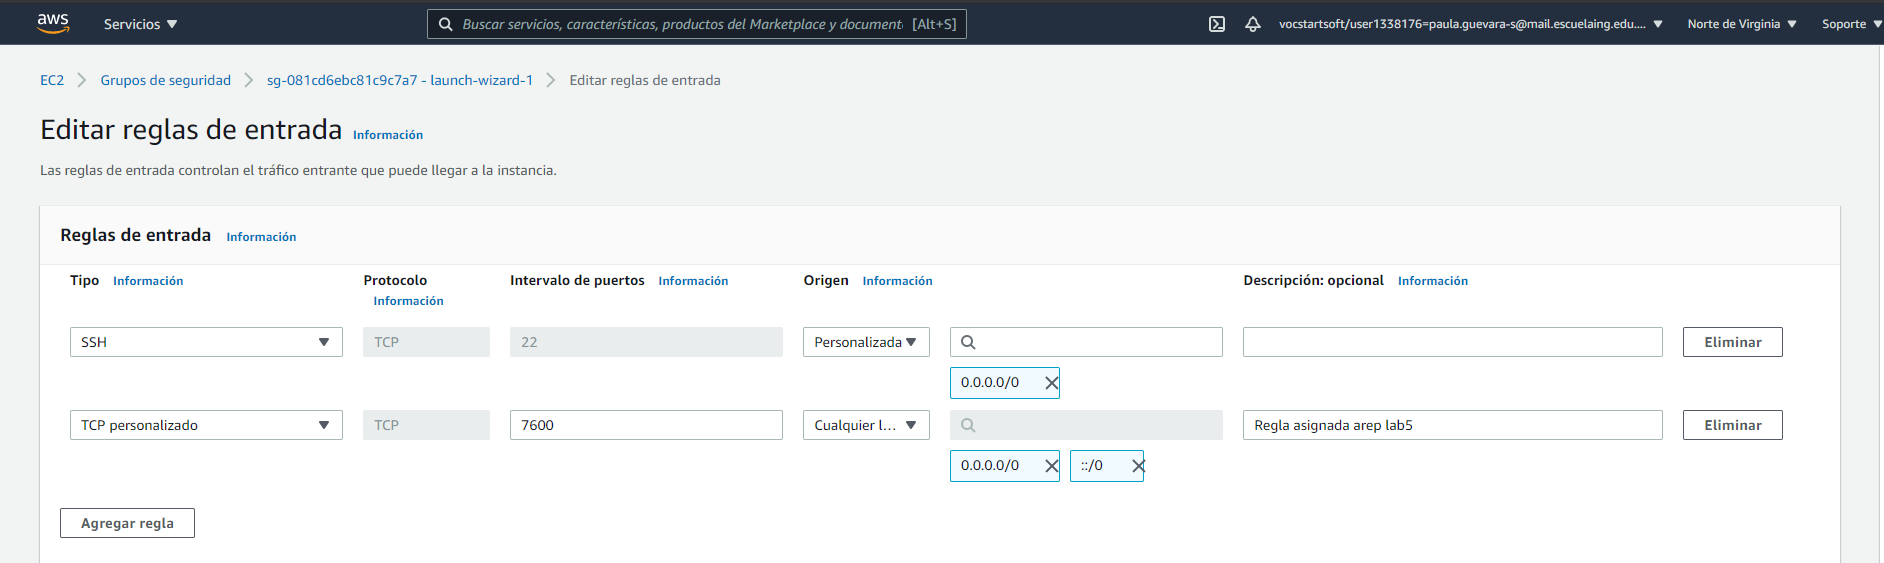 aws
Servicios
Buscar servicios, características, productos del Marketplace y document [Alt+S]
vocstartsoft/user1338176=paula.guevara-s@mail.escuelaing.edu....
Norte de Virginia
Soporte
EC2 > Grupos de seguridad > sg-081cd6ebc81c9c7a7 - launch-wizard-1 > Editar reglas de entrada
Editar reglas de entrada Información
Las reglas de entrada controlan el tráfico entrante que puede llegar a la instancia.
Reglas de entrada Información
Tipo Información
Protocolo Información
Intervalo de puertos Información
Origen Información
Descripción: opcional Información
SSH TCP 22 Personalizada Eliminar
0.0.0.0/0
TCP personalizado TCP 7600 Cualquier l... Regla asignada arep lab5 Eliminar
0.0.0.0/0 ::/0
Agregar regla